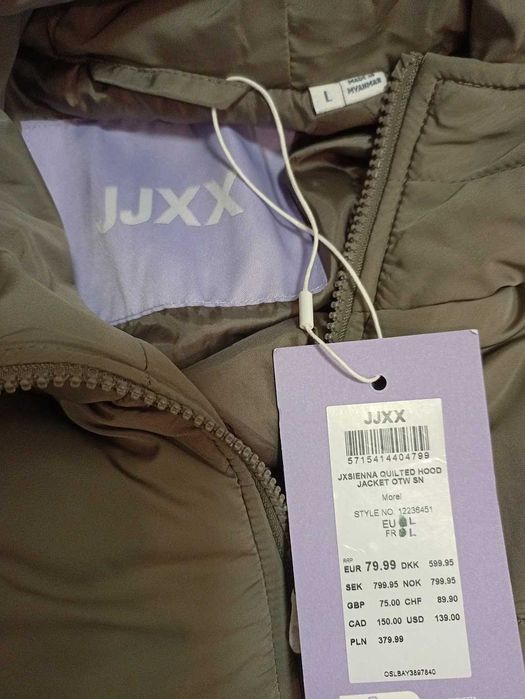 L
MADE IN
MYANMAR
JJXX
JJXX
5715414404799
JXSIENNA QUILTED HOOD
JACKET OTW SN
Morel
STYLE NO. 12236451
EU L
FR L
RRP
EUR 79.99 DKK 599.95
SEK 799.95 NOK 799.95
GBP 75.00 CHF 89.90
CAD 150.00 USD 139.00
PLN 379.99
OSLBAY3897840